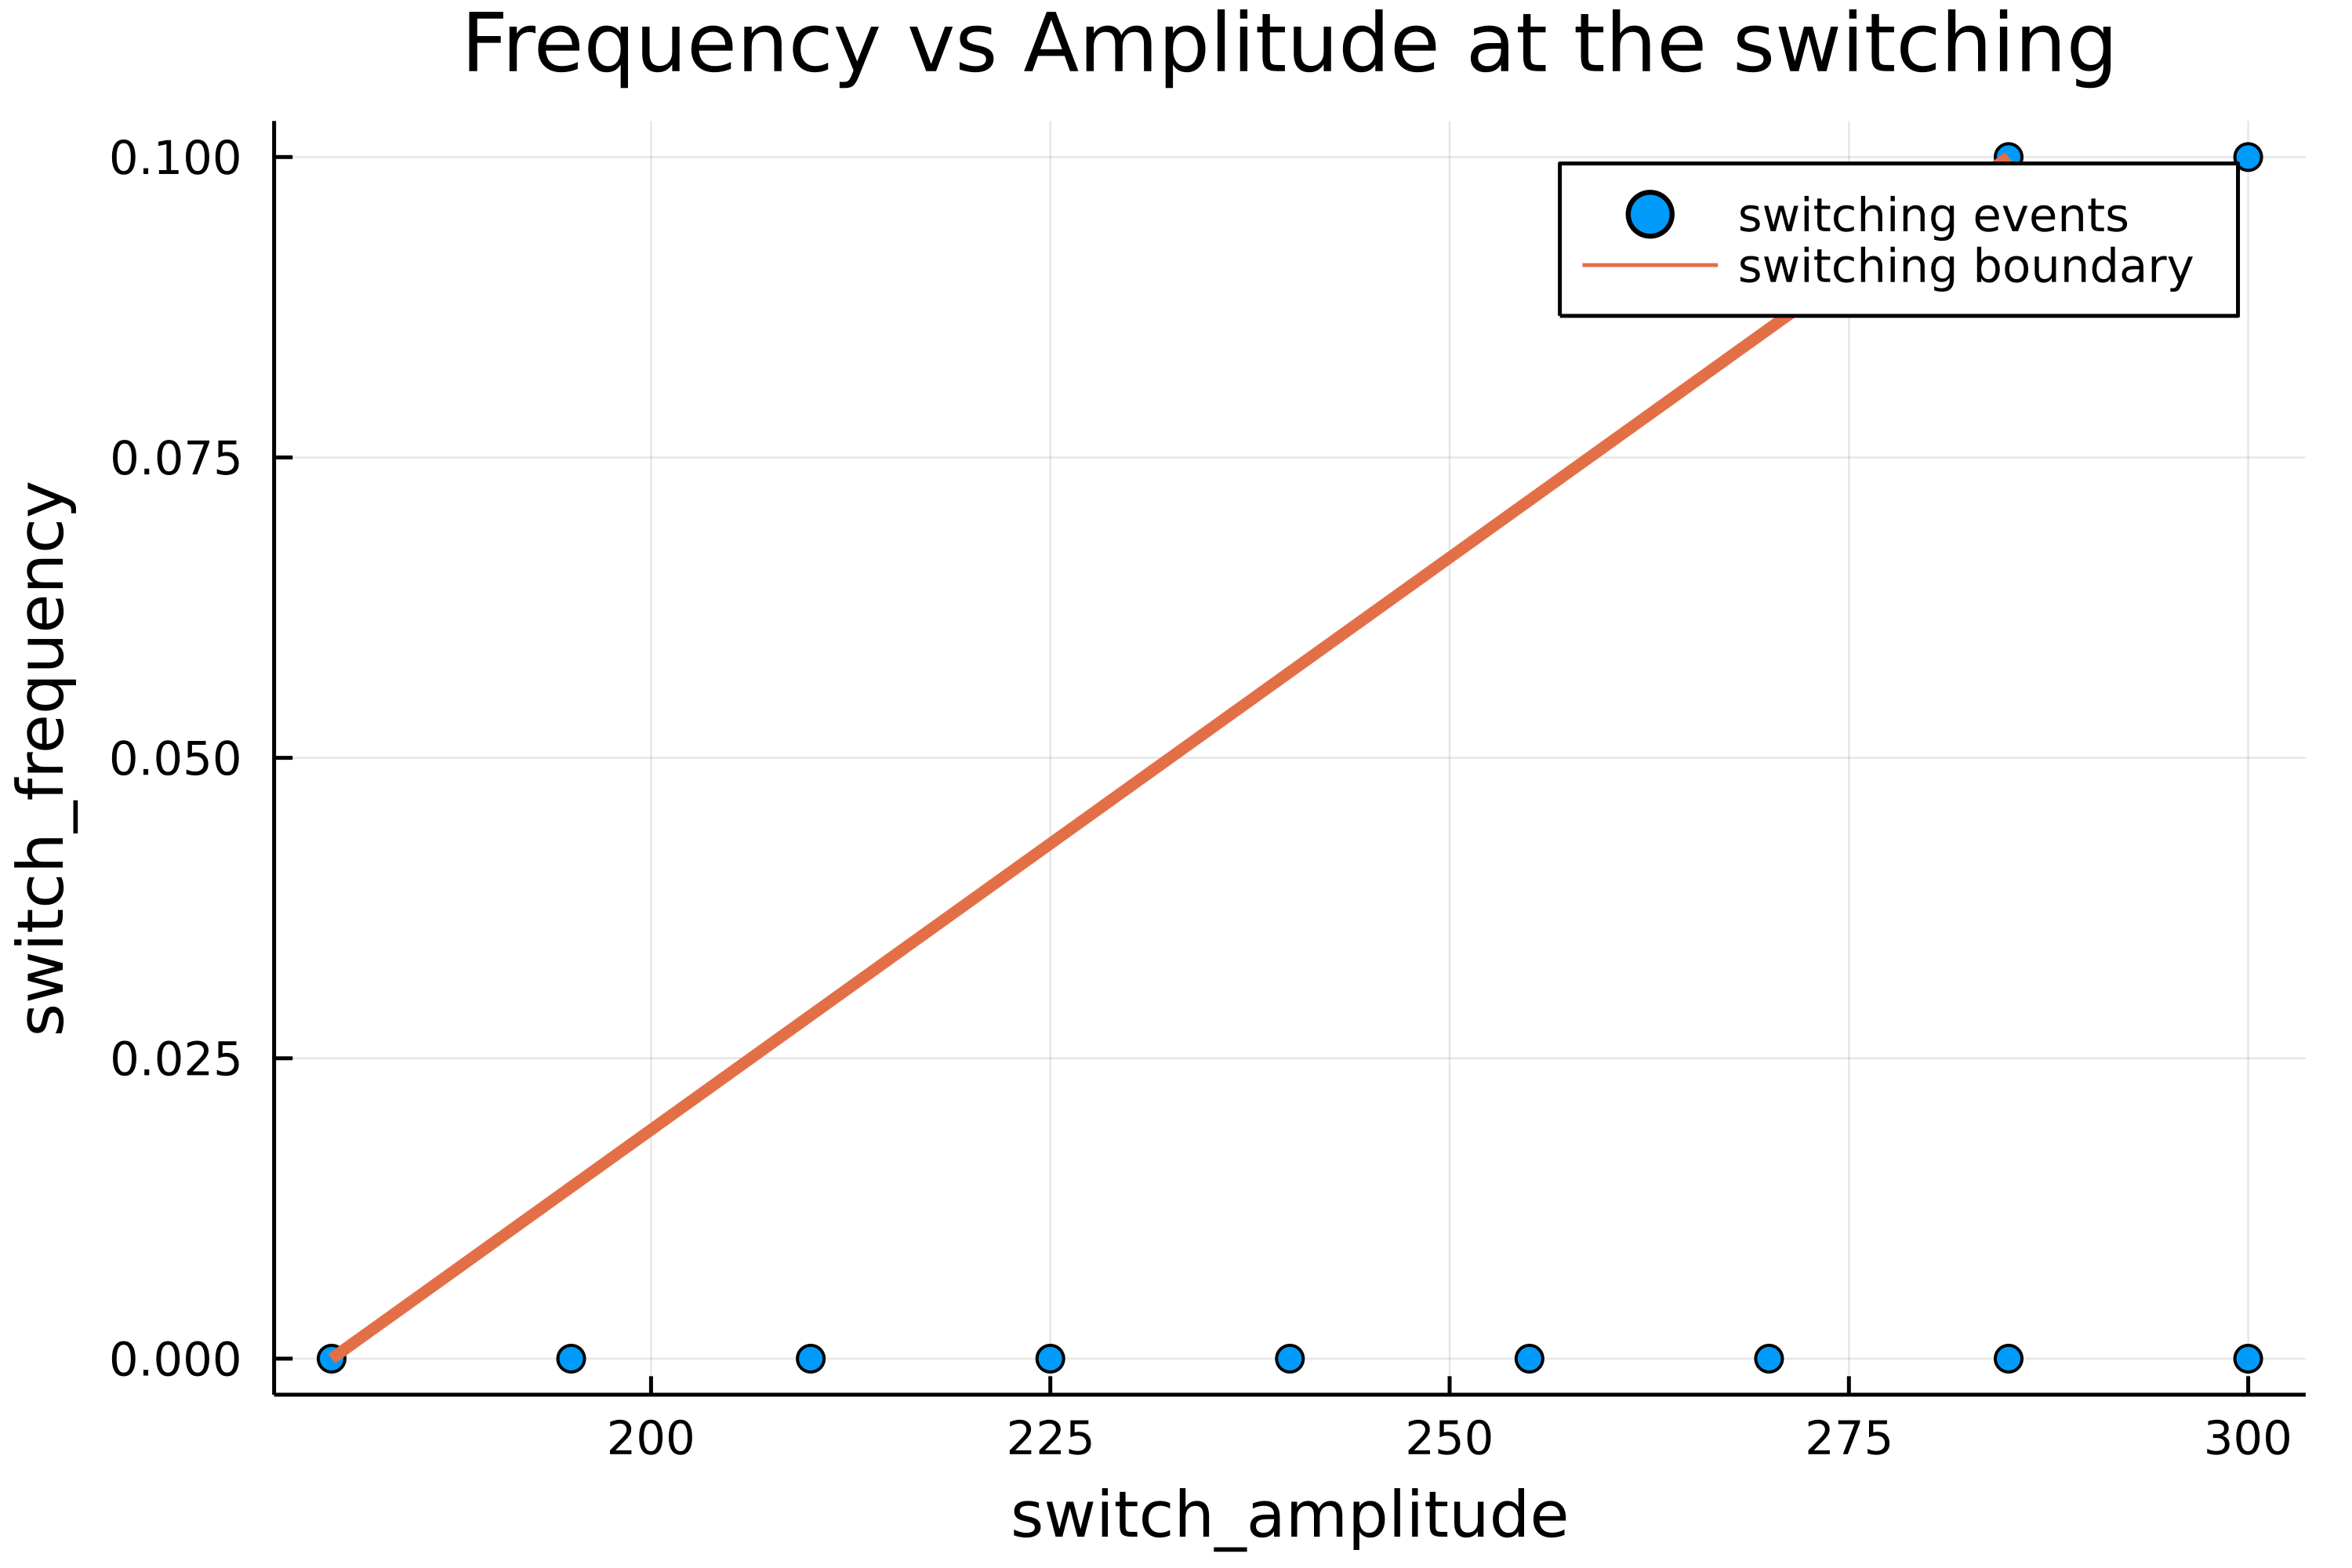 Frequency vs Amplitude at the switching
switch_frequency
0.100
0.075
0.050
0.025
0.000
switching events
switching boundary
200 225 250 275 300
switch_amplitude